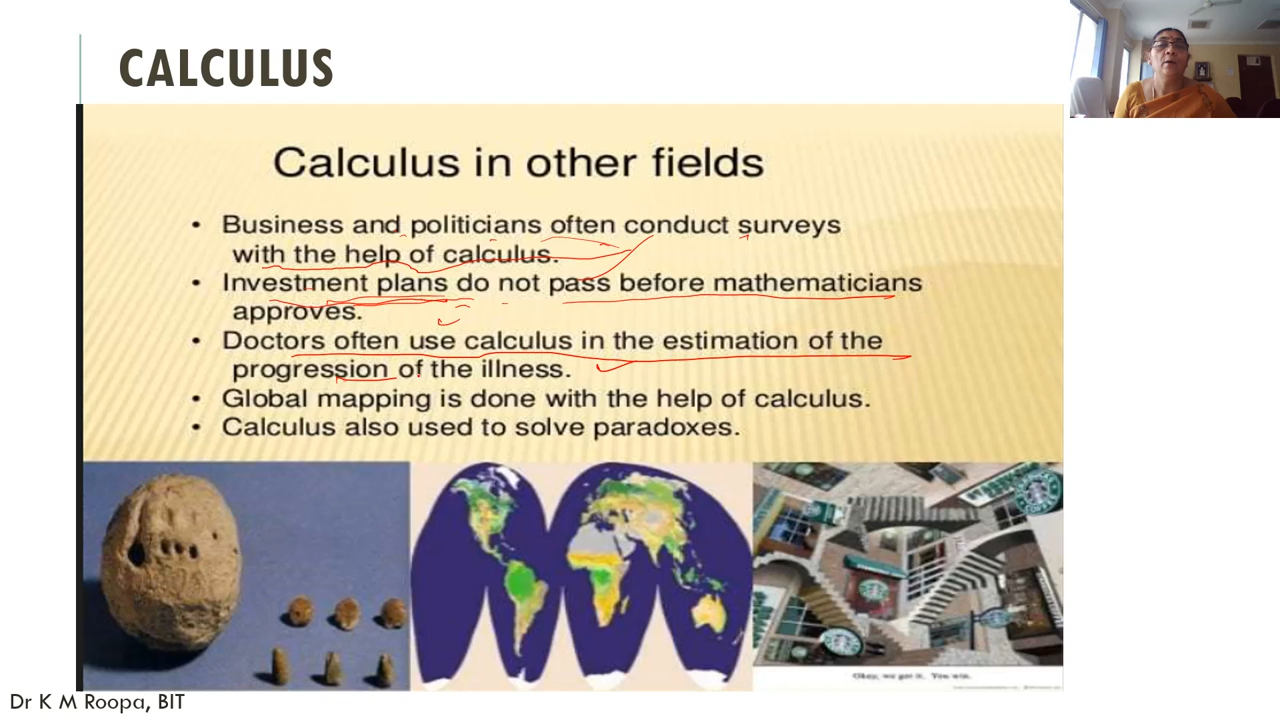 CALCULUS
Calculus in other fields
• Business and politicians often conduct surveys
with the help of calculus.
• Investment plans do not pass before mathematicians
approves.
• Doctors often use calculus in the estimation of the
progression of the illness.
• Global mapping is done with the help of calculus.
• Calculus also used to solve paradoxes.
Okay, we get it. You win.
Dr K M Roopa, BIT